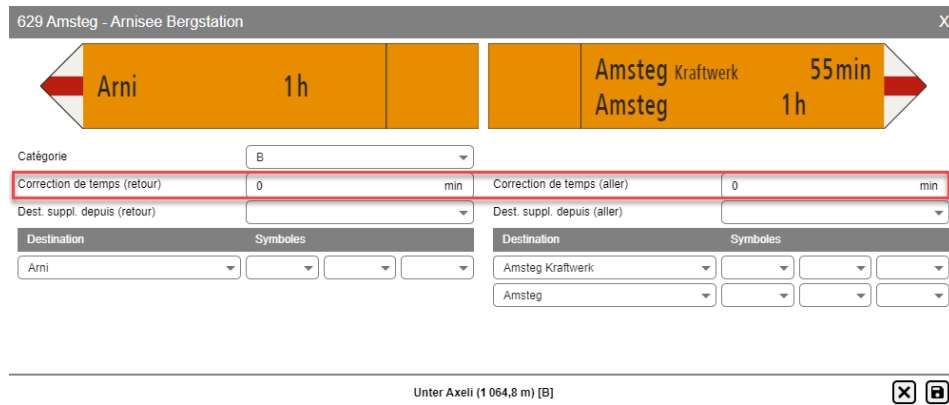 629 Amsteg - Arnisee Bergstation X
Arni 1 h
Amsteg Kraftwerk 55min
Amsteg 1 h
Catégorie B
Correction de temps (retour) 0 min Correction de temps (aller) 0 min
Dest. suppl. depuis (retour) Dest. suppl. depuis (aller)
Destination Symboles Destination Symboles
Arni Amsteg Kraftwerk
Amsteg
Unter Axeli (1 064,8 m) [B]